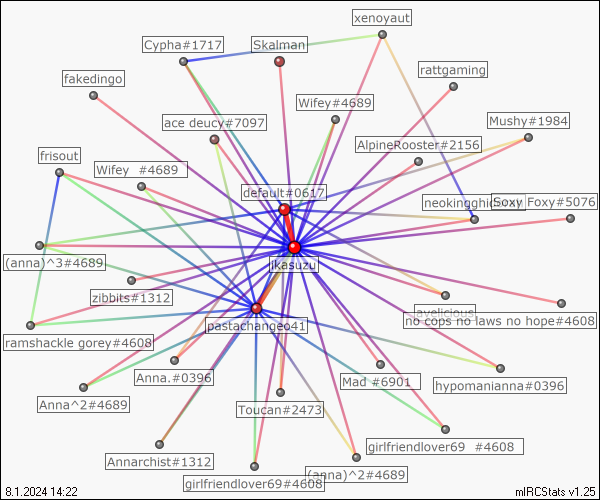 xenoyaut
Cypha#1717
Skalman
rattgaming
fakedingo
Wifey#4689
ace deucy#7097
Mushy#1984
AlpineRooster#2156
frisout
Wifey #4689
default#0617
Foxy#5076
(anna)^3#4689
ikasuzu
zibbits#1312
pastachangeo41
no cops no laws no hope#4608
ramshackle gorey#4608
Anna.#0396
Mad #6901
hypomanianna#0396
Anna^2#4689
Toucan#2473
girlfriendlover69 #4608
Annarchist#1312
(anna)^2#4689
girlfriendlover69#4608
8.1.2024 14:22
mIRCStats v1.25